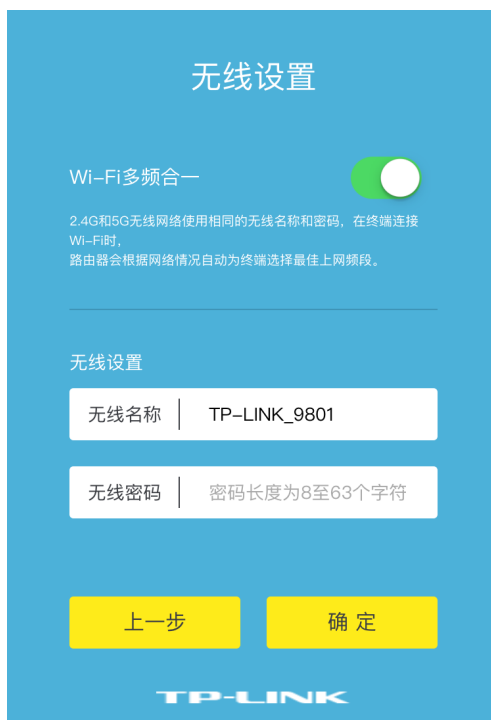 无线设置
Wi-Fi多频合一
2.4G和5G无线网络使用相同的无线名称和密码，在终端连接
Wi-Fi时，
路由器会根据网络情况自动为终端选择最佳上网频段。
无线设置
无线名称 TP-LINK_9801
无线密码 密码长度为8至63个字符
上一步 确 定
TP-LINK